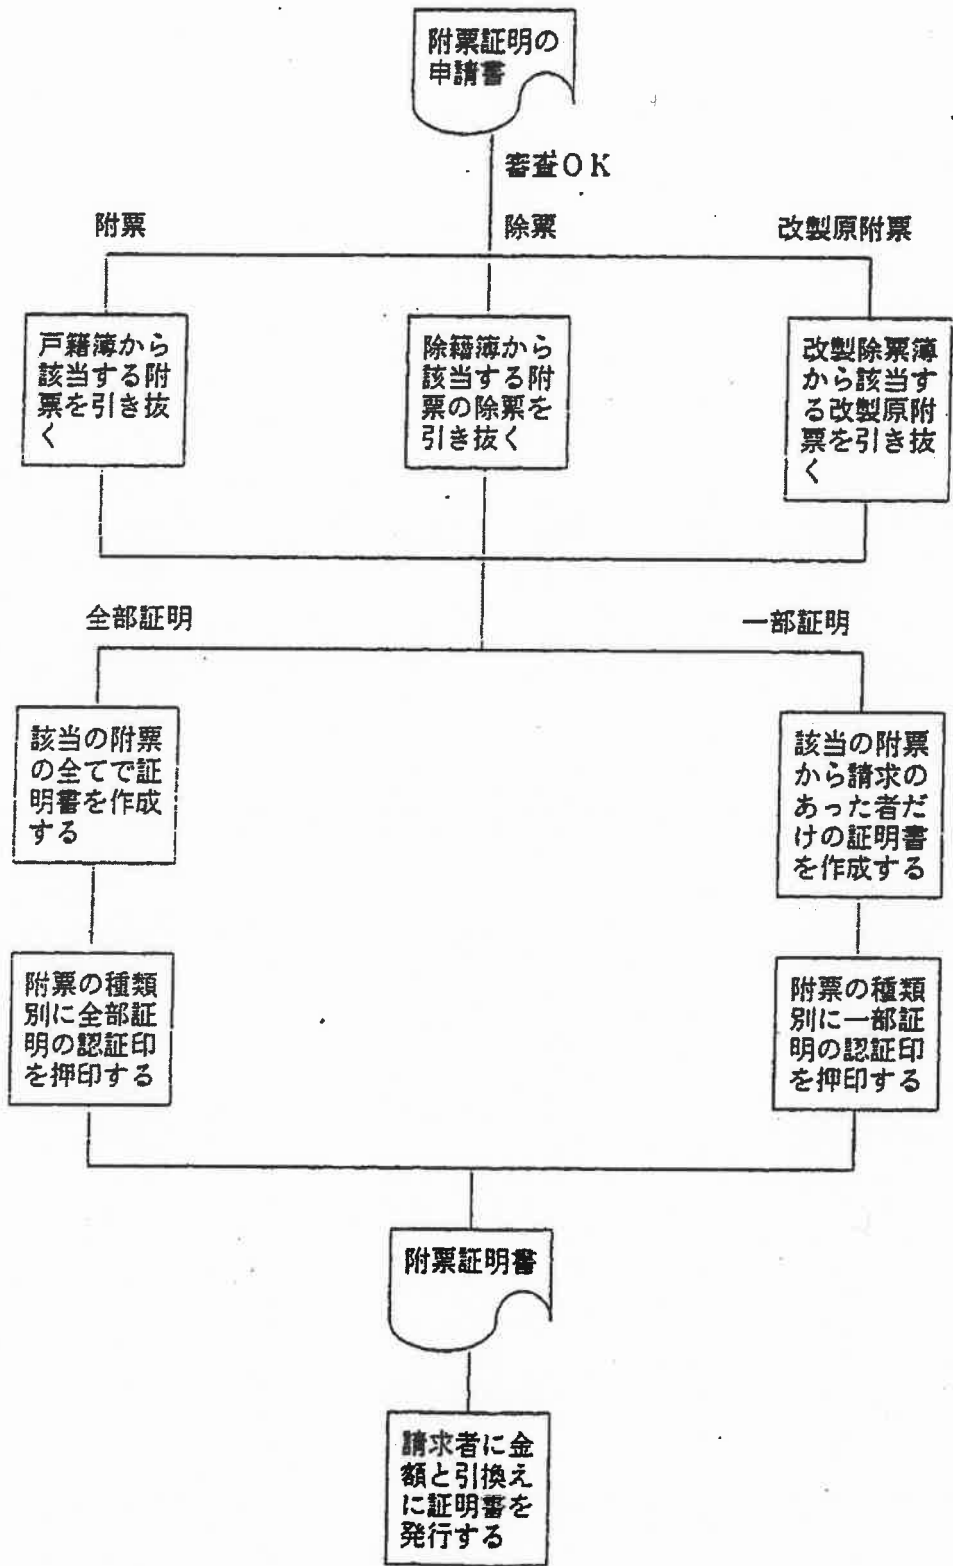 附票証明の
申請書
審査OK
附票
除票
改製原附票
戸籍簿から
該当する附
票を引き抜
く
除籍簿から
該当する附
票の除票を
引き抜く
改製除票簿
から該当す
る改製原附
票を引き抜
く
全部証明
一部証明
該当の附票
の全てで証
明書を作成
する
該当の附票
から請求の
あった者だ
けの証明書
を作成する
附票の種類
別に全部証
明の認証印
を押印する
附票の種類
別に一部証
明の認証印
を押印する
附票証明書
請求者に金
額と引換え
に証明書を
発行する